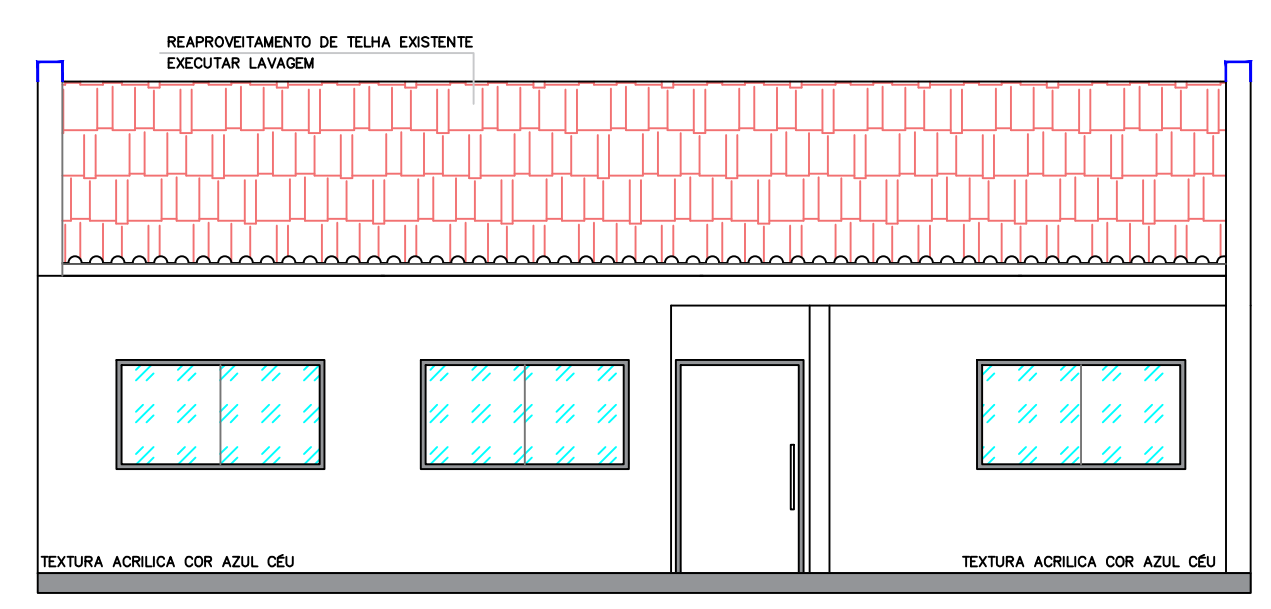 REAPROVEITAMENTO DE TELHA EXISTENTE
EXECUTAR LAVAGEM
TEXTURA ACRILICA COR AZUL CÉU
TEXTURA ACRILICA COR AZUL CÉU